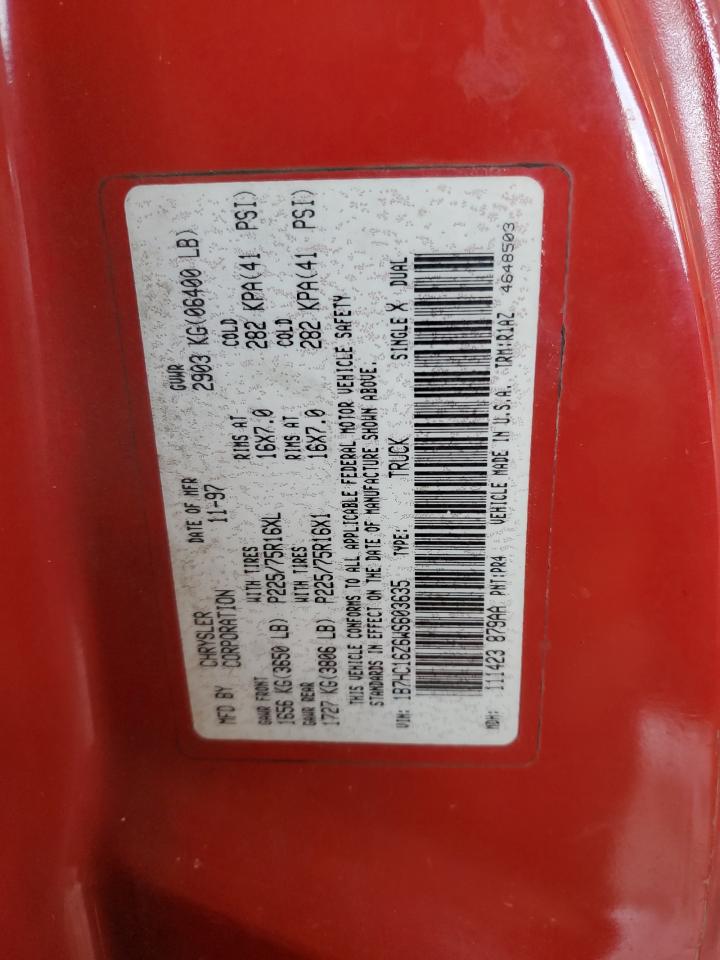 MFD BY CHRYSLER CORPORATION DATE OF MFR 11-97 GVWR 2903 KG(06400 LB)
GAWR FRONT WITH TIRES RIMS AT COLD
1656 KG(3650 LB) P225/75R16XL 16X7.0 282 KPA(41 PSI)
GAWR REAR WITH TIRES RIMS AT COLD
1727 KG(3806 LB) P225/75R16X1 16X7.0 282 KPA(41 PSI)
THIS VEHICLE CONFORMS TO ALL APPLICABLE FEDERAL MOTOR VEHICLE SAFETY
STANDARDS IN EFFECT ON THE DATE OF MANUFACTURE SHOWN ABOVE.
VIN: 1B7HC16Z6WS603635 TYPE: TRUCK SINGLE X DUAL
MDH: 111423 879AA PNT:PR4 VEHICLE MADE IN U.S.A. TRM:R1AZ 4648503